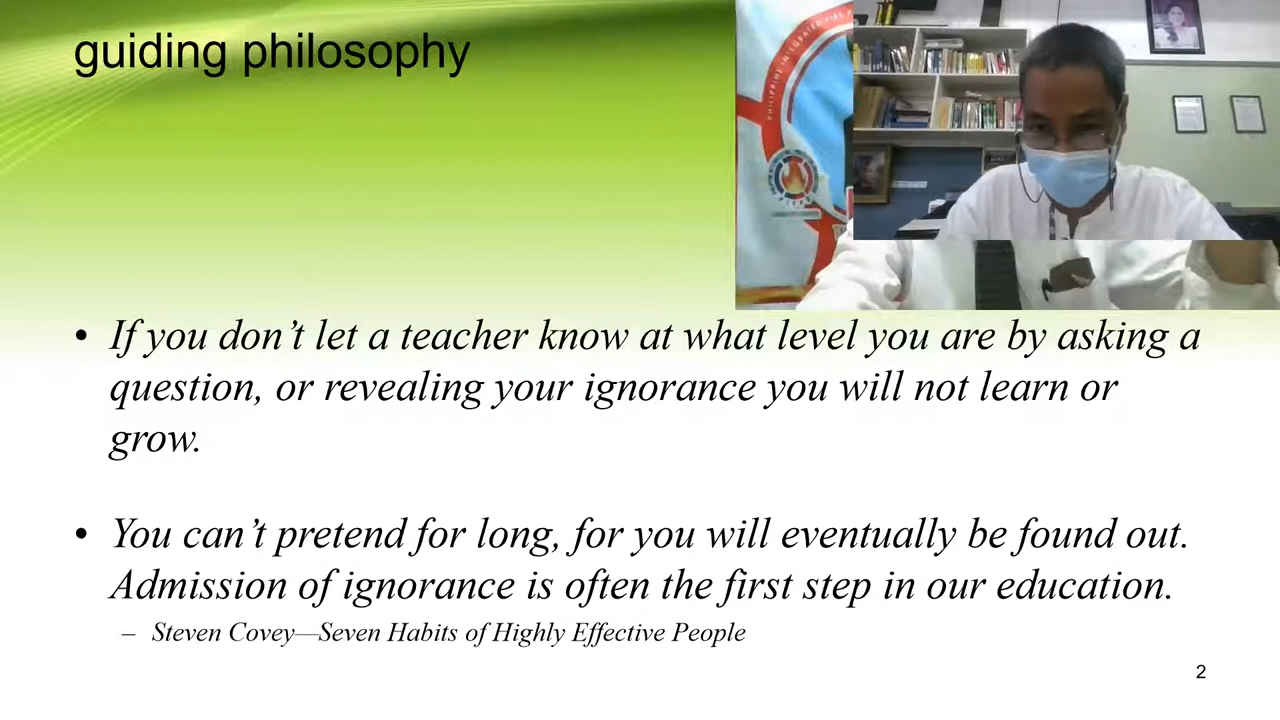 guiding philosophy
PHILIPPINE INTEGRATED FIRE
• If you don’t let a teacher know at what level you are by asking a
question, or revealing your ignorance you will not learn or
grow.
• You can’t pretend for long, for you will eventually be found out.
Admission of ignorance is often the first step in our education.
– Steven Covey—Seven Habits of Highly Effective People
2